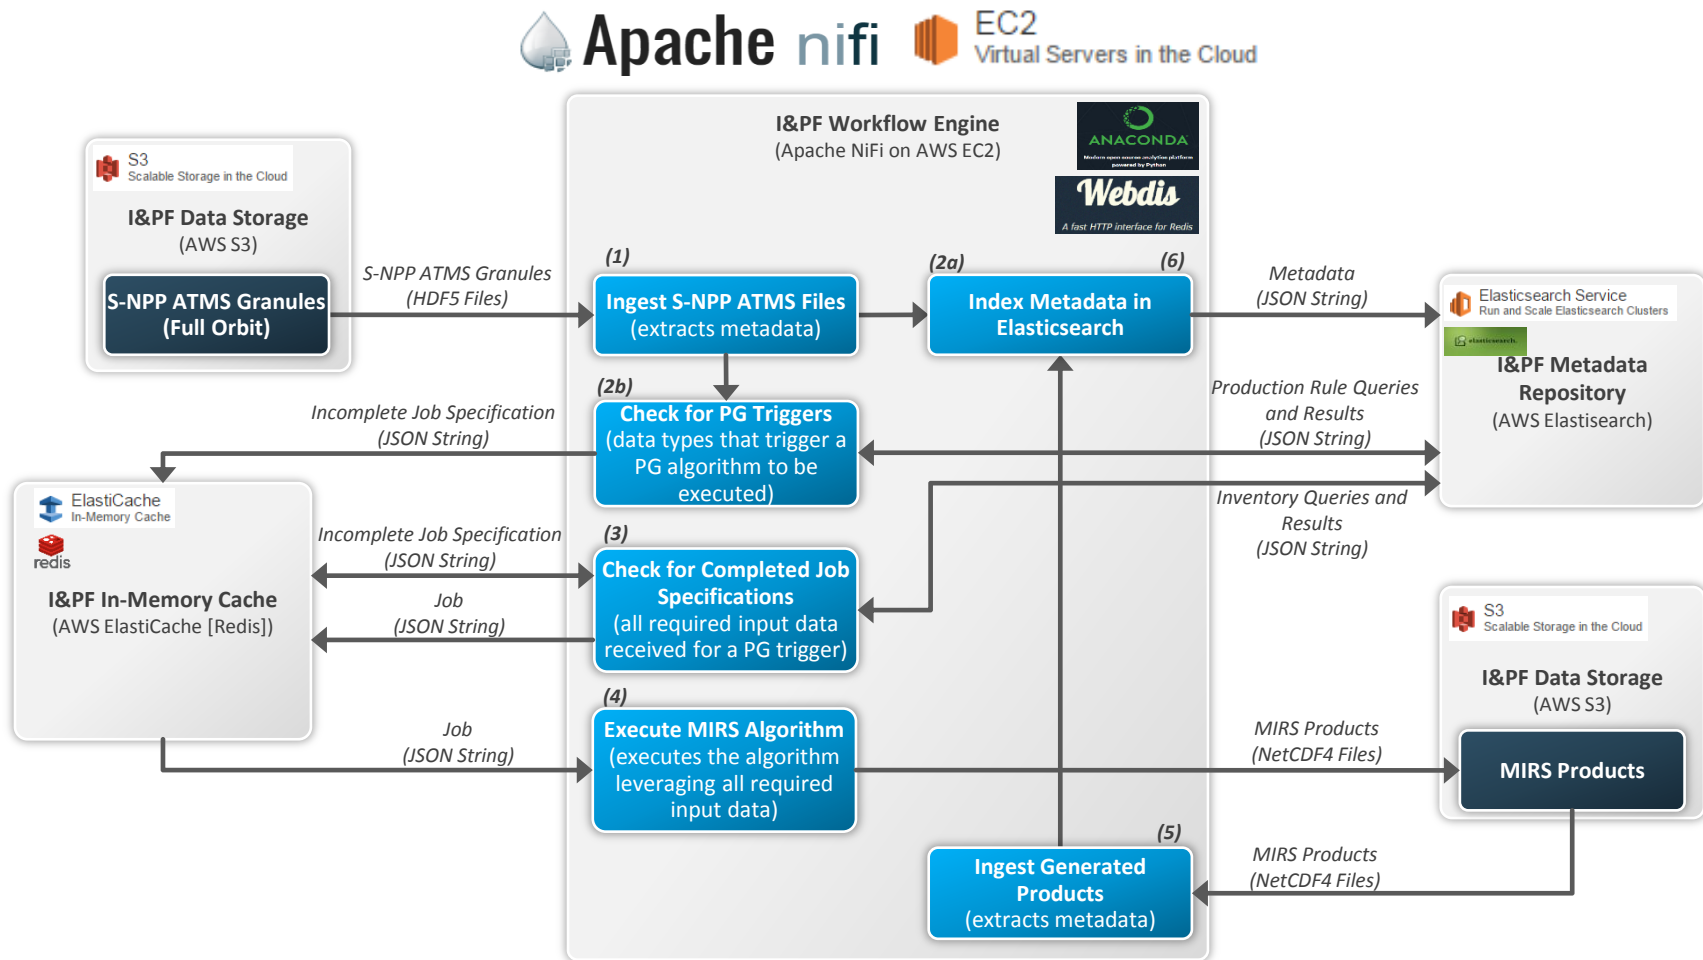 Apache nifi
EC2
Virtual Servers in the Cloud
I&PF Workflow Engine
(Apache NiFi on AWS EC2)
ANACONDA
Modern open source analytics platform
powered by Python
Webdis
A fast HTTP interface for Redis
S3
Scalable Storage in the Cloud
I&PF Data Storage
(AWS S3)
S-NPP ATMS Granules
(Full Orbit)
S-NPP ATMS Granules
(HDF5 Files)
(1)
Ingest S-NPP ATMS Files
(extracts metadata)
(2a)
(6)
Index Metadata in
Elasticsearch
Metadata
(JSON String)
Elasticsearch Service
Run and Scale Elasticsearch Clusters
elasticsearch.
I&PF Metadata
Repository
(AWS Elastisearch)
(2b)
Check for PG Triggers
(data types that trigger a
PG algorithm to be
executed)
Incomplete Job Specification
(JSON String)
Production Rule Queries
and Results
(JSON String)
Inventory Queries and
Results
(JSON String)
ElastiCache
In-Memory Cache
redis
I&PF In-Memory Cache
(AWS ElastiCache [Redis])
Incomplete Job Specification
(JSON String)
Job
(JSON String)
(3)
Check for Completed Job
Specifications
(all required input data
received for a PG trigger)
(4)
Execute MIRS Algorithm
(executes the algorithm
leveraging all required
input data)
Job
(JSON String)
MIRS Products
(NetCDF4 Files)
S3
Scalable Storage in the Cloud
I&PF Data Storage
(AWS S3)
MIRS Products
(5)
Ingest Generated
Products
(extracts metadata)
MIRS Products
(NetCDF4 Files)